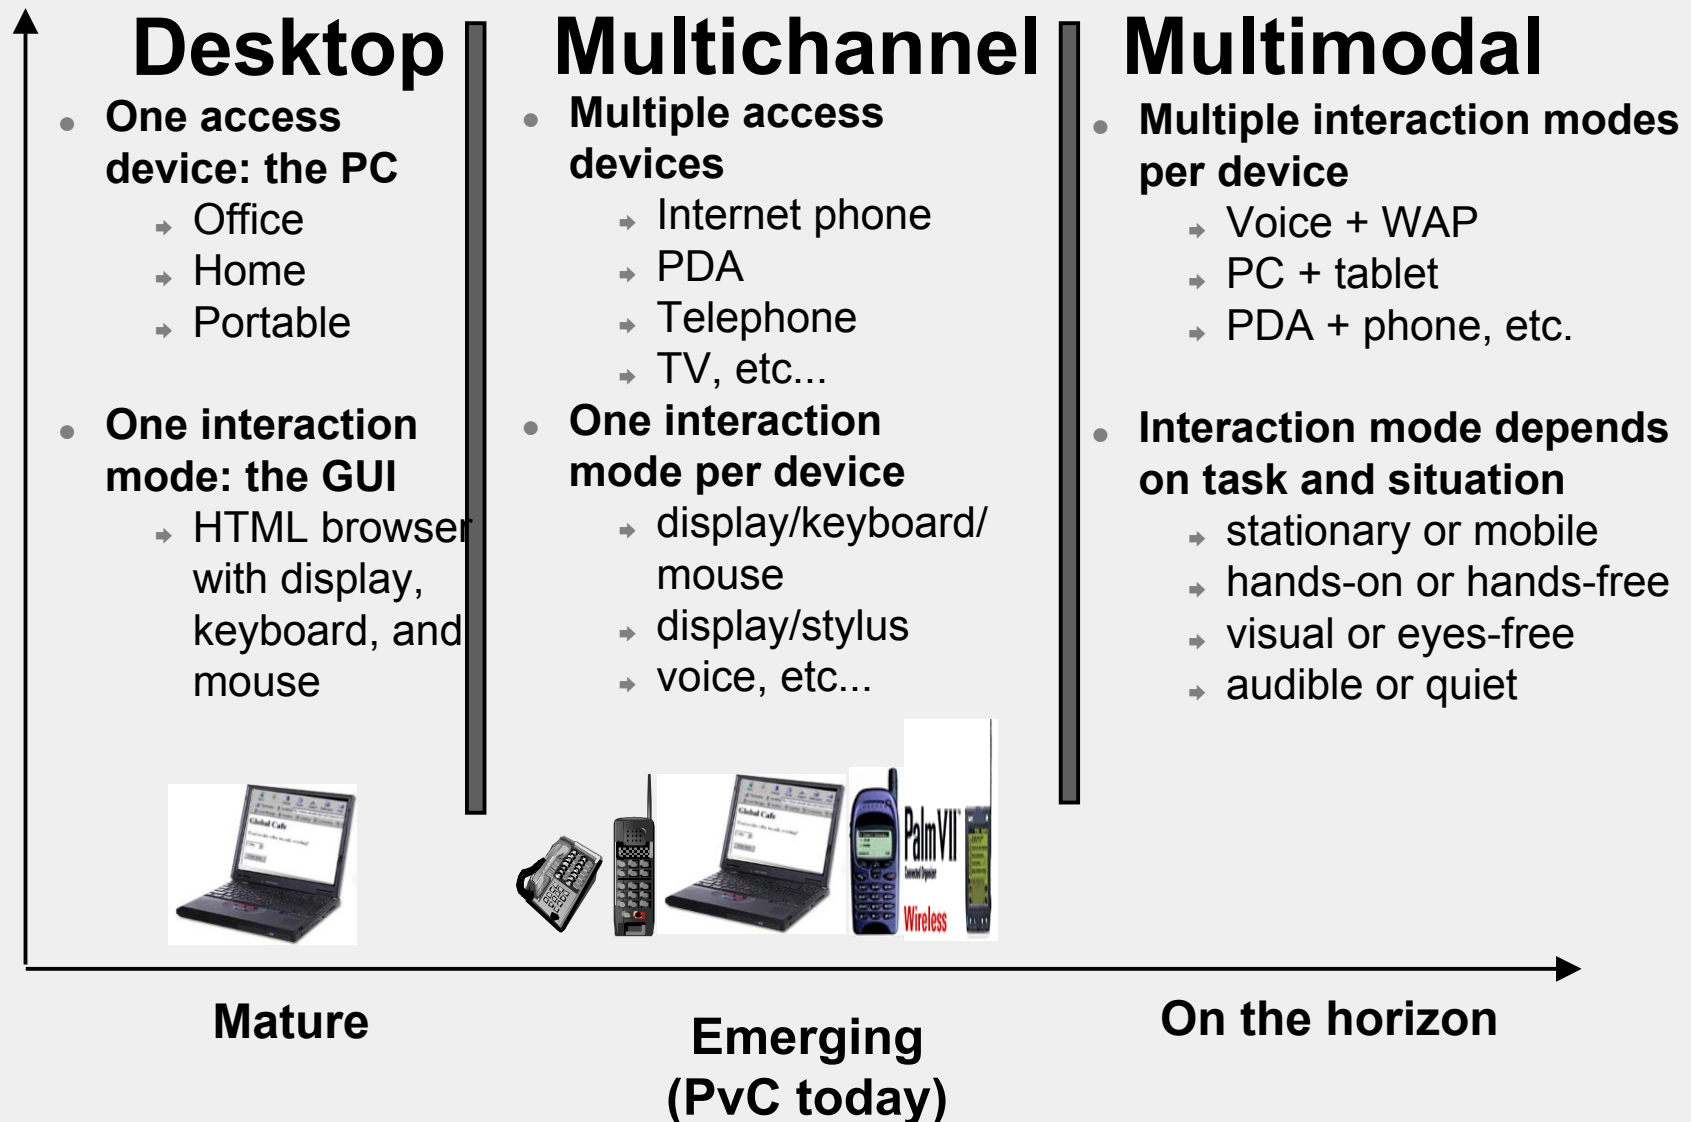 Desktop
One access
device: the PC
Office
Home
Portable
One interaction
mode: the GUI
HTML browser
with display,
keyboard, and
mouse
Multichannel
Multiple access
devices
Internet phone
PDA
Telephone
TV, etc...
One interaction
mode per device
display/keyboard/
mouse
display/stylus
voice, etc...
Multimodal
Multiple interaction modes
per device
Voice + WAP
PC + tablet
PDA + phone, etc.
Interaction mode depends
on task and situation
stationary or mobile
hands-on or hands-free
visual or eyes-free
audible or quiet
Global Cafe
Global Cafe
PalmVII™
Connected Organizer
Wireless
Mature
Emerging
(PvC today)
On the horizon